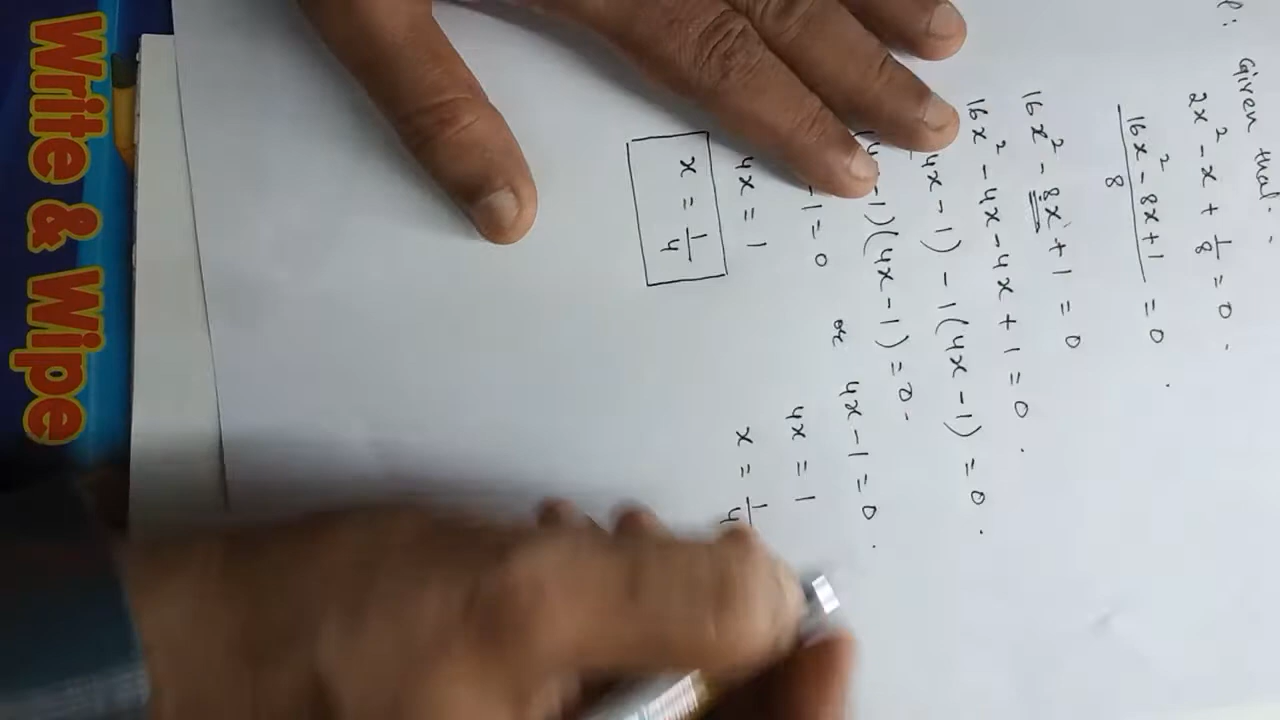 Given that:-
2x² - x + 1/8 = 0.
16x² - 8x + 1 / 8 = 0.
16x² - 8x + 1 = 0
16x² - 4x - 4x + 1 = 0.
4x - 1) - 1(4x - 1) = 0.
- 1)(4x - 1) = 0.
- 1 = 0 or 4x - 1 = 0.
4x = 1 4x = 1
x = 1/4 x = 1/4
Write & Wipe